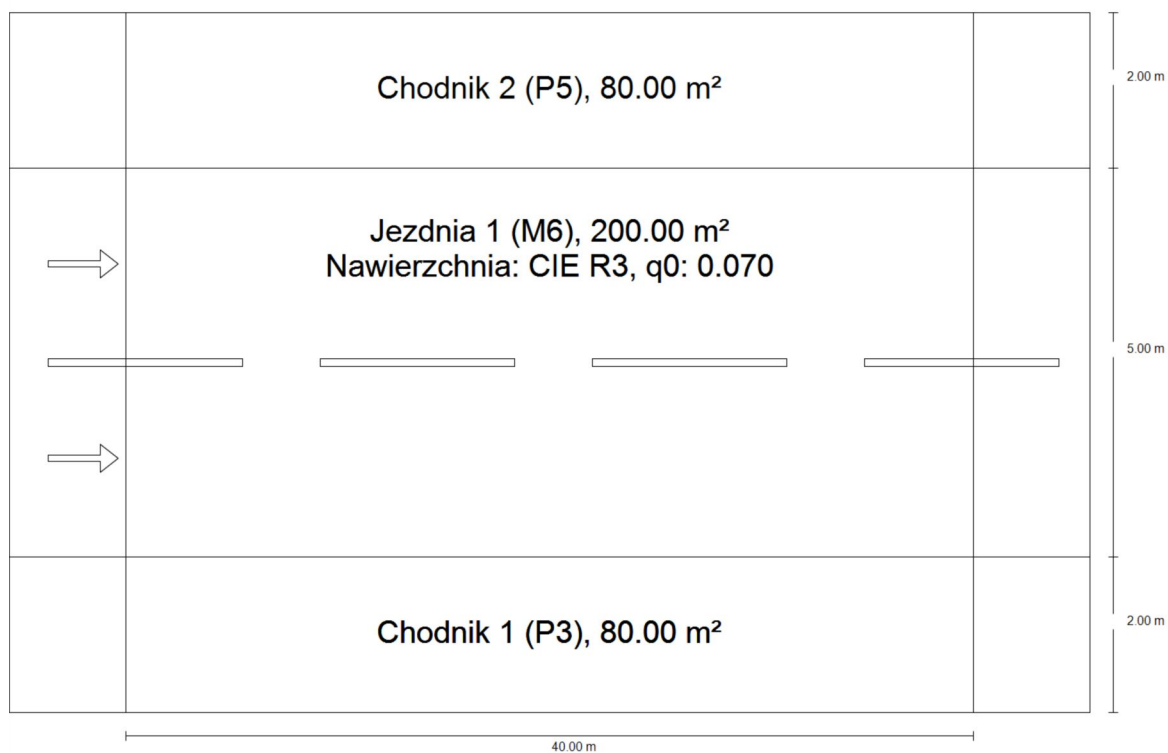 Chodnik 2 (P5), 80.00 m²
2.00 m
Jezdnia 1 (M6), 200.00 m²
Nawierzchnia: CIE R3, q0: 0.070
5.00 m
Chodnik 1 (P3), 80.00 m²
2.00 m
40.00 m